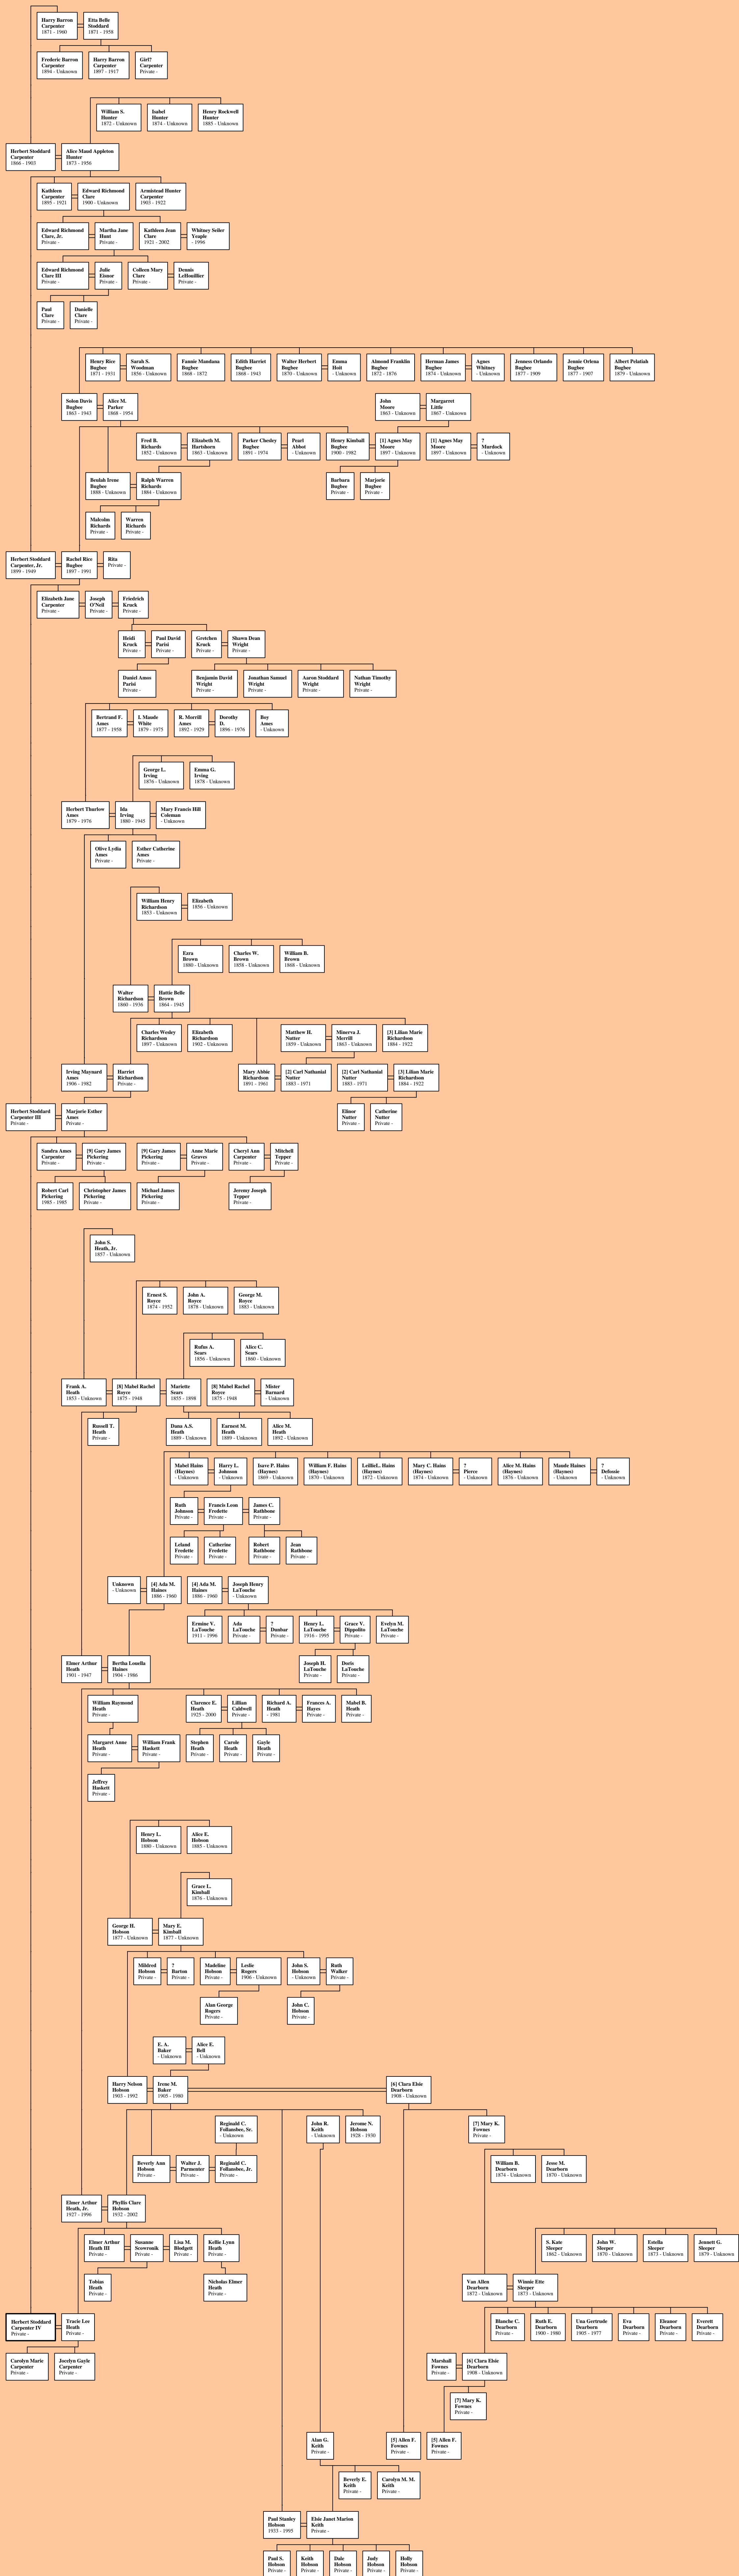 Harry Barron
Carpenter
1871 - 1960
Etta Belle
Stoddard
1871 - 1958
Frederic Barron
Carpenter
1894 - Unknown
Harry Barron
Carpenter
1897 - 1917
Girl?
Carpenter
Private -
William S.
Hunter
1872 - Unknown
Isabel
Hunter
1874 - Unknown
Henry Rockwell
Hunter
1885 - Unknown
Herbert Stoddard
Carpenter
1866 - 1903
Alice Maud Appleton
Hunter
1873 - 1956
Kathleen
Carpenter
1895 - 1921
Edward Richmond
Clare
1900 - Unknown
Armistead Hunter
Carpenter
1903 - 1922
Edward Richmond
Clare, Jr.
Private -
Martha Jane
Hunt
Private -
Kathleen Jean
Clare
1921 - 2002
Whitney Seiler
Yeaple
- 1996
Edward Richmond
Clare III
Private -
Julie
Eisnor
Private -
Colleen Mary
Clare
Private -
Dennis
LeHouillier
Private -
Paul
Clare
Private -
Danielle
Clare
Private -
Henry Rice
Bugbee
1871 - 1931
Sarah S.
Woodman
1856 - Unknown
Fannie Mandana
Bugbee
1868 - 1872
Edith Harriet
Bugbee
1868 - 1943
Walter Herbert
Bugbee
1870 - Unknown
Emma
Hoit
- Unknown
Almond Franklin
Bugbee
1872 - 1876
Herman James
Bugbee
1874 - Unknown
Agnes
Whitney
- Unknown
Jenness Orlando
Bugbee
1877 - 1909
Jennie Orlena
Bugbee
1877 - 1907
Albert Pelatiah
Bugbee
1879 - Unknown
Solon Davis
Bugbee
1863 - 1943
Alice M.
Parker
1868 - 1954
John
Moore
1863 - Unknown
Margaret
Little
1867 - Unknown
Fred B.
Richards
1852 - Unknown
Elizabeth M.
Hartshorn
1863 - Unknown
Parker Chesley
Bugbee
1891 - 1974
Pearl
Abbot
- Unknown
Henry Kimball
Bugbee
1900 - 1982
[1] Agnes May
Moore
1897 - Unknown
[1] Agnes May
Moore
1897 - Unknown
?
Murdock
- Unknown
Beulah Irene
Bugbee
1888 - Unknown
Ralph Warren
Richards
1884 - Unknown
Barbara
Bugbee
Private -
Marjorie
Bugbee
Private -
Malcolm
Richards
Private -
Warren
Richards
Private -
Herbert Stoddard
Carpenter, Jr.
1899 - 1949
Rachel Rice
Bugbee
1897 - 1991
Rita
Private -
Elizabeth Jane
Carpenter
Private -
Joseph
O'Neil
Private -
Friedrich
Kruck
Private -
Heidi
Kruck
Private -
Paul David
Parisi
Private -
Gretchen
Kruck
Private -
Shawn Dean
Wright
Private -
Daniel Amos
Parisi
Private -
Benjamin David
Wright
Private -
Jonathan Samuel
Wright
Private -
Aaron Stoddard
Wright
Private -
Nathan Timothy
Wright
Private -
Bertrand F.
Ames
1877 - 1958
I. Maude
White
1879 - 1975
R. Morrill
Ames
1892 - 1929
Dorothy
D.
1896 - 1976
Boy
Ames
- Unknown
George L.
Irving
1876 - Unknown
Emma G.
Irving
1878 - Unknown
Herbert Thurlow
Ames
1879 - 1976
Ida
Irving
1880 - 1945
Mary Francis Hill
Coleman
- Unknown
Olive Lydia
Ames
Private -
Esther Catherine
Ames
Private -
William Henry
Richardson
1853 - Unknown
Elizabeth
1856 - Unknown
Ezra
Brown
1880 - Unknown
Charles W.
Brown
1858 - Unknown
William B.
Brown
1868 - Unknown
Walter
Richardson
1860 - 1936
Hattie Belle
Brown
1864 - 1945
Charles Wesley
Richardson
1897 - Unknown
Elizabeth
Richardson
1902 - Unknown
Matthew H.
Nutter
1859 - Unknown
Minerva J.
Merrill
1863 - Unknown
[3] Lilian Marie
Richardson
1884 - 1922
Irving Maynard
Ames
1906 - 1982
Harriet
Richardson
Private -
Mary Abbie
Richardson
1891 - 1961
[2] Carl Nathanial
Nutter
1883 - 1971
[2] Carl Nathanial
Nutter
1883 - 1971
[3] Lilian Marie
Richardson
1884 - 1922
Herbert Stoddard
Carpenter III
Private -
Marjorie Esther
Ames
Private -
Elinor
Nutter
Private -
Catherine
Nutter
Private -
Sandra Ames
Carpenter
Private -
[9] Gary James
Pickering
Private -
[9] Gary James
Pickering
Private -
Anne Marie
Graves
Private -
Cheryl Ann
Carpenter
Private -
Mitchell
Tepper
Private -
Robert Carl
Pickering
1985 - 1985
Christopher James
Pickering
Private -
Michael James
Pickering
Private -
Jeremy Joseph
Tepper
Private -
John S.
Heath, Jr.
1857 - Unknown
Ernest S.
Royce
1874 - 1952
John A.
Royce
1878 - Unknown
George M.
Royce
1883 - Unknown
Rufus A.
Sears
1856 - Unknown
Alice C.
Sears
1860 - Unknown
Frank A.
Heath
1853 - Unknown
[8] Mabel Rachel
Royce
1875 - 1948
Mariette
Sears
1855 - 1898
[8] Mabel Rachel
Royce
1875 - 1948
Mister
Barnard
- Unknown
Russell T.
Heath
Private -
Dana A.S.
Heath
1889 - Unknown
Earnest M.
Heath
1889 - Unknown
Alice M.
Heath
1892 - Unknown
Mabel Hains
(Haynes)
- Unknown
Harry L.
Johnson
- Unknown
Isave P. Hains
(Haynes)
1869 - Unknown
William F. Hains
(Haynes)
1870 - Unknown
LeillieL. Hains
(Haynes)
1872 - Unknown
Mary C. Hains
(Haynes)
1874 - Unknown
?
Pierce
- Unknown
Alice M. Hains
(Haynes)
1876 - Unknown
Maude Hains
(Haynes)
- Unknown
?
Defossie
- Unknown
Ruth
Johnson
Private -
Francis Leon
Fredette
Private -
James C.
Rathbone
Private -
Leland
Fredette
Private -
Catherine
Fredette
Private -
Robert
Rathbone
Private -
Jean
Rathbone
Private -
Unknown
- Unknown
[4] Ada M.
Haines
1886 - 1960
[4] Ada M.
Haines
1886 - 1960
Joseph Henry
LaTouche
- Unknown
Ermine V.
LaTouche
1911 - 1996
Ada
LaTouche
Private -
?
Dunbar
Private -
Henry L.
LaTouche
1916 - 1995
Grace V.
Dippolito
Private -
Evelyn M.
LaTouche
Private -
Elmer Arthur
Heath
1901 - 1947
Bertha Louella
Haines
1904 - 1986
Joseph H.
LaTouche
Private -
Doris
LaTouche
Private -
William Raymond
Heath
Private -
Clarence E.
Heath
1925 - 2000
Lillian
Caldwell
Private -
Richard A.
Heath
- 1981
Frances A.
Hayes
Private -
Mabel B.
Heath
Private -
Margaret Anne
Heath
Private -
William Frank
Haskett
Private -
Stephen
Heath
Private -
Carole
Heath
Private -
Gayle
Heath
Private -
Jeffrey
Haskett
Private -
Henry L.
Hobson
1880 - Unknown
Alice E.
Hobson
1885 - Unknown
Grace L.
Kimball
1876 - Unknown
George H.
Hobson
1877 - Unknown
Mary E.
Kimball
1877 - Unknown
Mildred
Hobson
Private -
?
Barton
Private -
Madeline
Hobson
Private -
Leslie
Rogers
1906 - Unknown
John S.
Hobson
- Unknown
Ruth
Walker
Private -
Alan George
Rogers
Private -
John C.
Hobson
Private -
E. A.
Baker
- Unknown
Alice E.
Bell
- Unknown
Harry Nelson
Hobson
1903 - 1992
Irene M.
Baker
1905 - 1980
[6] Clara Elsie
Dearborn
1908 - Unknown
Reginald C.
Follansbee, Sr.
- Unknown
John R.
Keith
- Unknown
Jerome N.
Hobson
1928 - 1930
[7] Mary K.
Fownes
Private -
Beverly Ann
Hobson
Private -
Walter J.
Parmenter
Private -
Reginald C.
Follanshee, Jr.
Private -
William B.
Dearborn
1874 - Unknown
Jesse M.
Dearborn
1870 - Unknown
Elmer Arthur
Heath, Jr.
1927 - 1996
Phyllis Clare
Hobson
1932 - 2002
Elmer Arthur
Heath III
Private -
Susanne
Scowronik
Private -
Lisa M.
Blodgett
Private -
Kellie Lynn
Heath
Private -
S. Kate
Sleeper
1862 - Unknown
John W.
Sleeper
1870 - Unknown
Estella
Sleeper
1873 - Unknown
Jennett G.
Sleeper
1879 - Unknown
Tobias
Heath
Private -
Nicholas Elmer
Heath
Private -
Van Allen
Dearborn
1872 - Unknown
Winnie Ette
Sleeper
1873 - Unknown
Herbert Stoddard
Carpenter IV
Private -
Tracie Lee
Heath
Private -
Blanche C.
Dearborn
Private -
Ruth E.
Dearborn
1900 - 1980
Una Gertrude
Dearborn
1905 - 1977
Eva
Dearborn
Private -
Eleanor
Dearborn
Private -
Everett
Dearborn
Private -
Carolyn Marie
Carpenter
Private -
Jocelyn Gayle
Carpenter
Private -
Marshall
Fownes
Private -
[6] Clara Elsie
Dearborn
1908 - Unknown
[7] Mary K.
Fownes
Private -
Alan G.
Keith
Private -
[5] Allen F.
Fownes
Private -
[5] Allen F.
Fownes
Private -
Beverly E.
Keith
Private -
Carolyn M. M.
Keith
Private -
Paul Stanley
Hobson
1933 - 1995
Elsie Janet Marion
Keith
Private -
Paul S.
Hobson
Private -
Keith
Hobson
Private -
Dale
Hobson
Private -
Judy
Hobson
Private -
Holly
Hobson
Private -